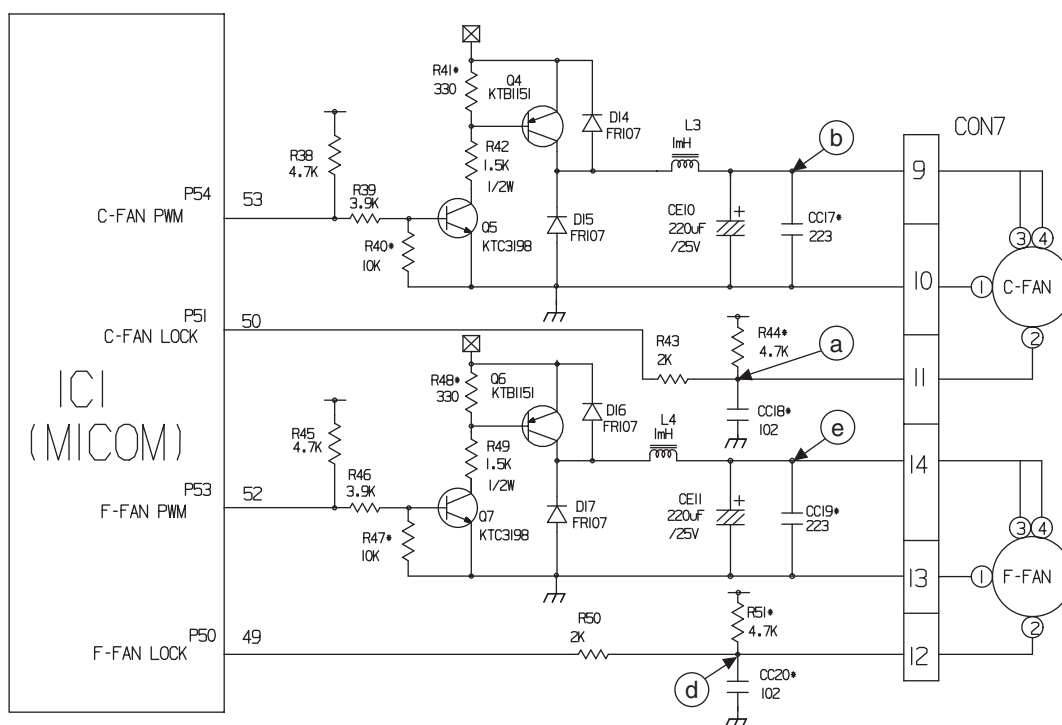 R41*
330
Q4
KTB1151
D14
FR107
L3
1mH
b
CON7
R38
4.7K
R42
1.5K
1/2W
9
P54
53
R39
3.9K
C-FAN PWM
Q5
KTC3198
D15
FR107
CE10
220uF
/25V
+
CC17*
223
3
4
R40*
10K
10
1
C-FAN
P51
50
C-FAN LOCK
R43
2K
R44*
4.7K
a
2
11
IC1
(MICOM)
R48*
330
Q6
KTB1151
D16
FR107
L4
1mH
CC18*
102
e
R45
4.7K
R49
1.5K
1/2W
14
P53
52
R46
3.9K
F-FAN PWM
Q7
KTC3198
D17
FR107
CE11
220uF
/25V
+
CC19*
223
3
4
R47*
10K
13
1
F-FAN
P50
49
F-FAN LOCK
R50
2K
R51*
4.7K
2
12
d
CC20*
102